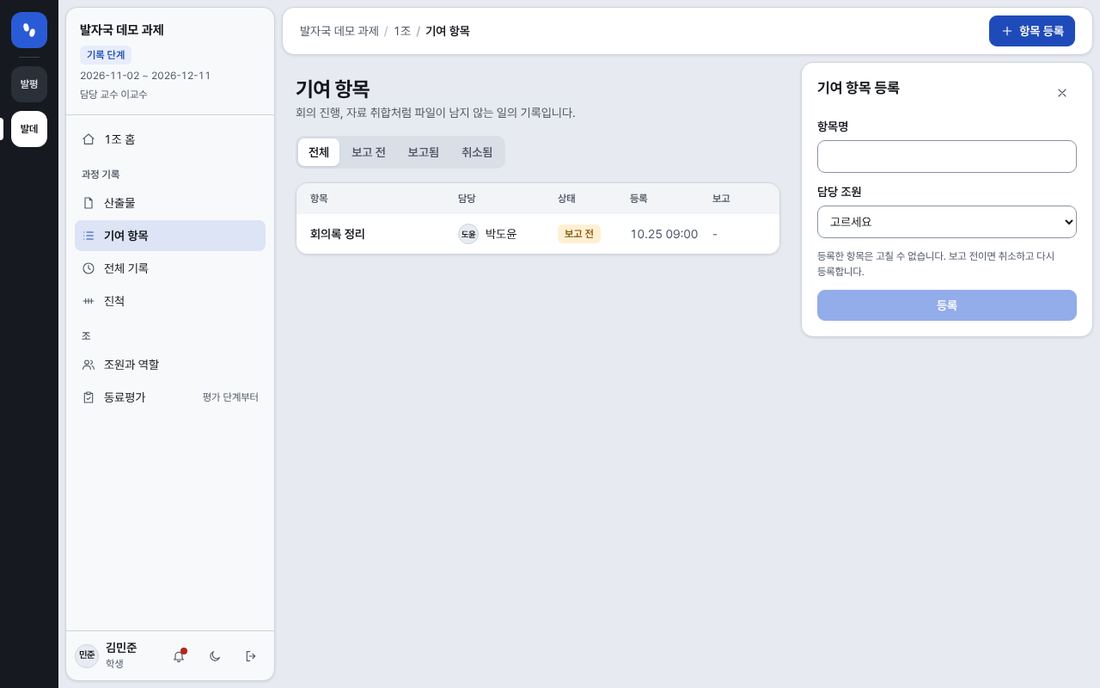 발평
발데
발자국 데모 과제
기록 단계
2026-11-02 ~ 2026-12-11
담당 교수 이교수
1조 홈
과정 기록
산출물
기여 항목
전체 기록
진척
조
조원과 역할
동료평가 평가 단계부터
민준 김민준
학생
발자국 데모 과제 / 1조 / 기여 항목
+ 항목 등록
기여 항목
회의 진행, 자료 취합처럼 파일이 남지 않는 일의 기록입니다.
전체 보고 전 보고됨 취소됨
항목 담당 상태 등록 보고
회의록 정리 도윤 박도윤 보고 전 10.25 09:00 -
기여 항목 등록
항목명
담당 조원
고르세요
등록한 항목은 고칠 수 없습니다. 보고 전이면 취소하고 다시
등록합니다.
등록